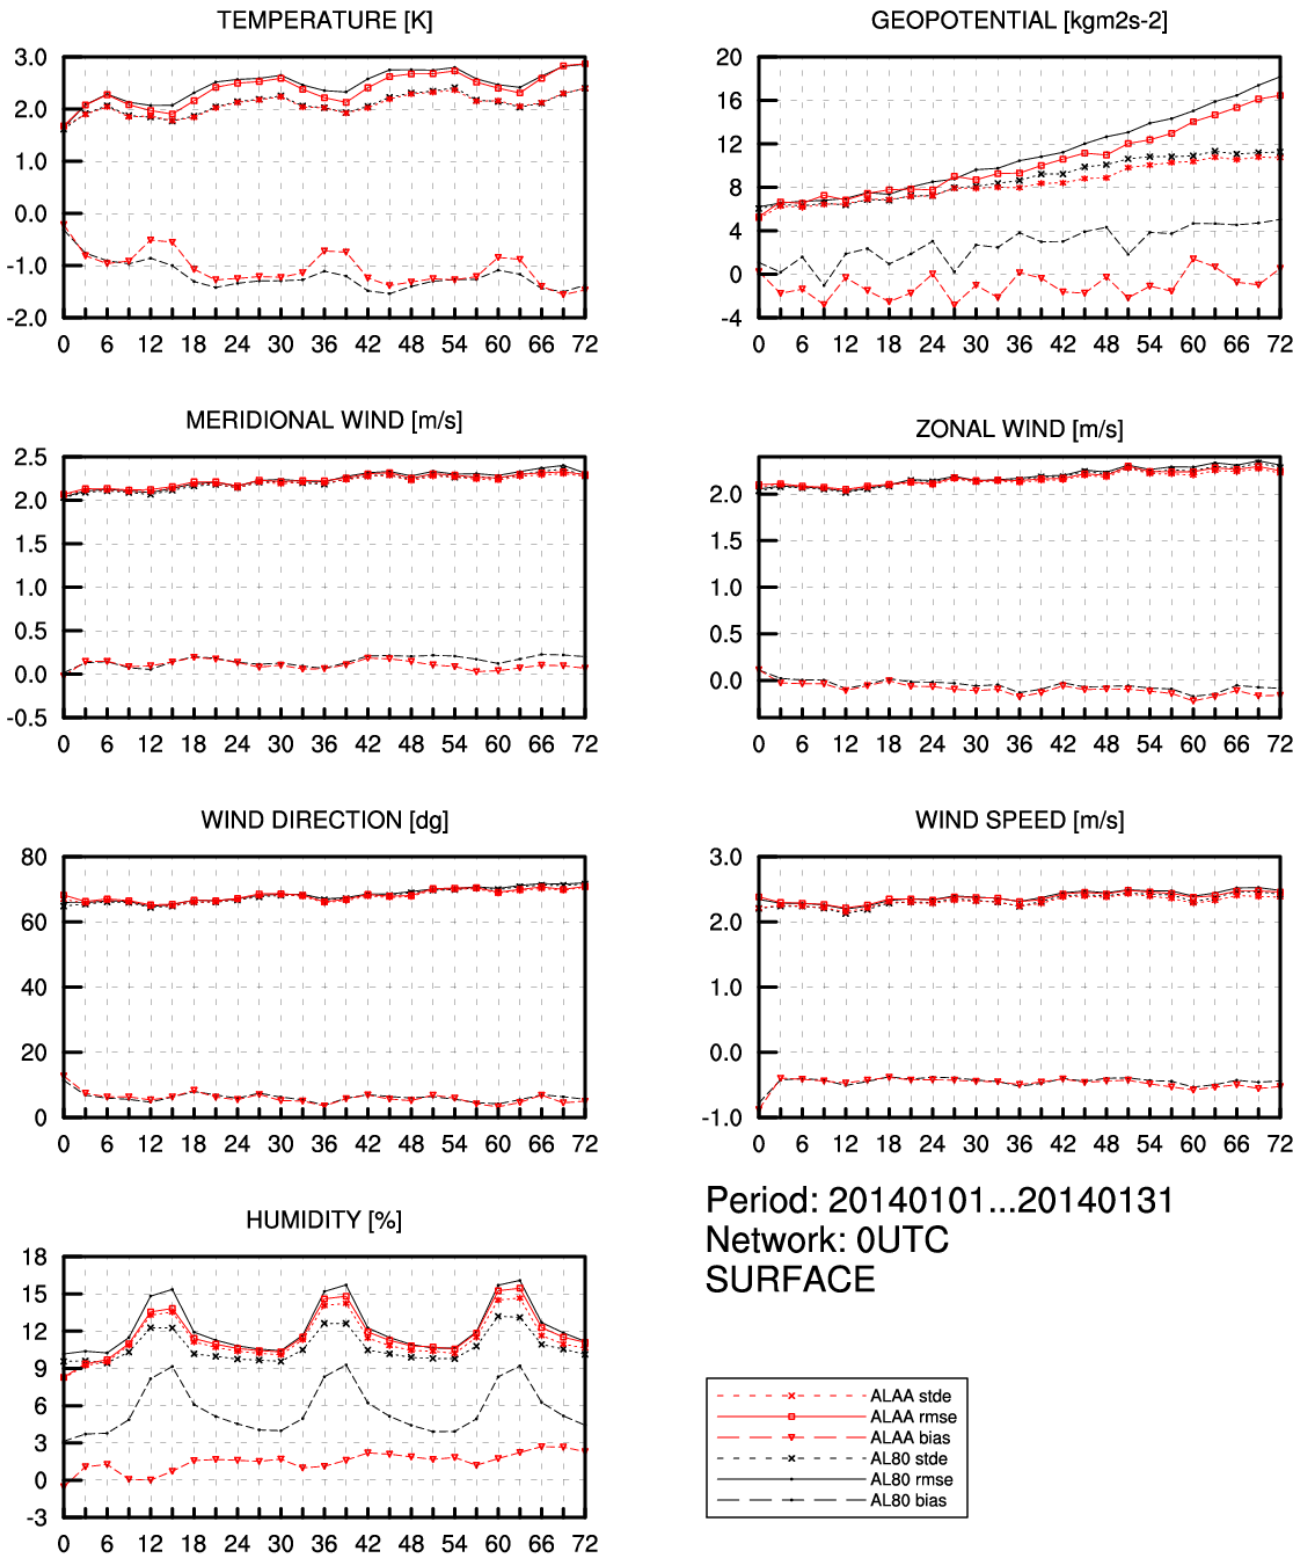 TEMPERATURE [K]
3.0
2.0
1.0
0.0
-1.0
-2.0
0 6 12 18 24 30 36 42 48 54 60 66 72
GEOPOTENTIAL [kgm2s-2]
20
16
12
8
4
0
-4
0 6 12 18 24 30 36 42 48 54 60 66 72
MERIDIONAL WIND [m/s]
2.5
2.0
1.5
1.0
0.5
0.0
-0.5
0 6 12 18 24 30 36 42 48 54 60 66 72
ZONAL WIND [m/s]
2.0
1.5
1.0
0.5
0.0
0 6 12 18 24 30 36 42 48 54 60 66 72
WIND DIRECTION [dg]
80
60
40
20
0
0 6 12 18 24 30 36 42 48 54 60 66 72
WIND SPEED [m/s]
3.0
2.0
1.0
0.0
-1.0
0 6 12 18 24 30 36 42 48 54 60 66 72
HUMIDITY [%]
18
15
12
9
6
3
0
-3
0 6 12 18 24 30 36 42 48 54 60 66 72
Period: 20140101...20140131
Network: 0UTC
SURFACE
ALAA stde
ALAA rmse
ALAA bias
AL80 stde
AL80 rmse
AL80 bias